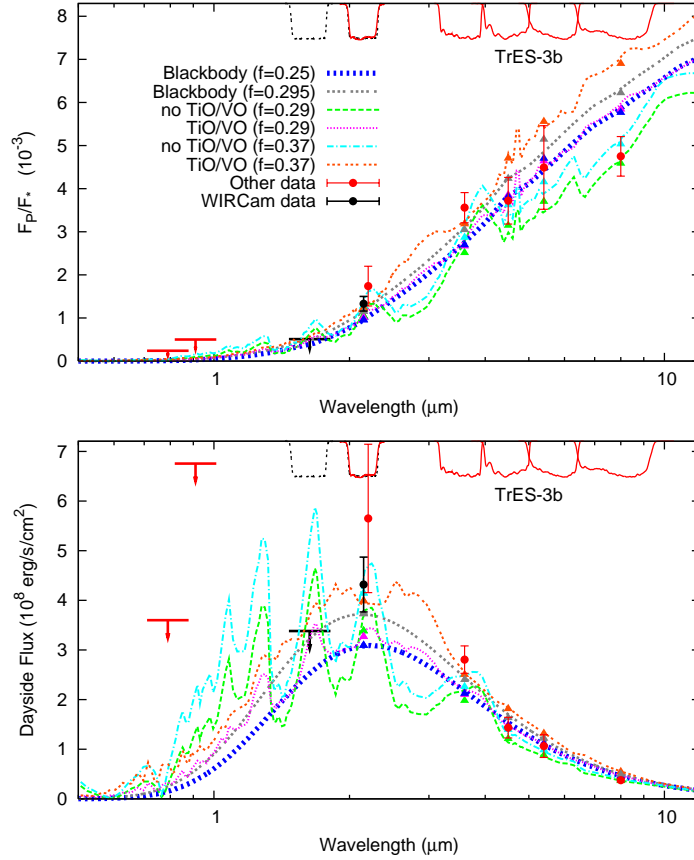 8
7
6
5
4
3
2
1
0
F_P/F_* (10^-3)
TrES-3b
Blackbody (f=0.25)
Blackbody (f=0.295)
no TiO/VO (f=0.29)
TiO/VO (f=0.29)
no TiO/VO (f=0.37)
TiO/VO (f=0.37)
Other data
WIRCam data
1 10
Wavelength (μm)
7
6
5
4
3
2
1
0
Dayside Flux (10^8 erg/s/cm^2)
TrES-3b
1 10
Wavelength (μm)